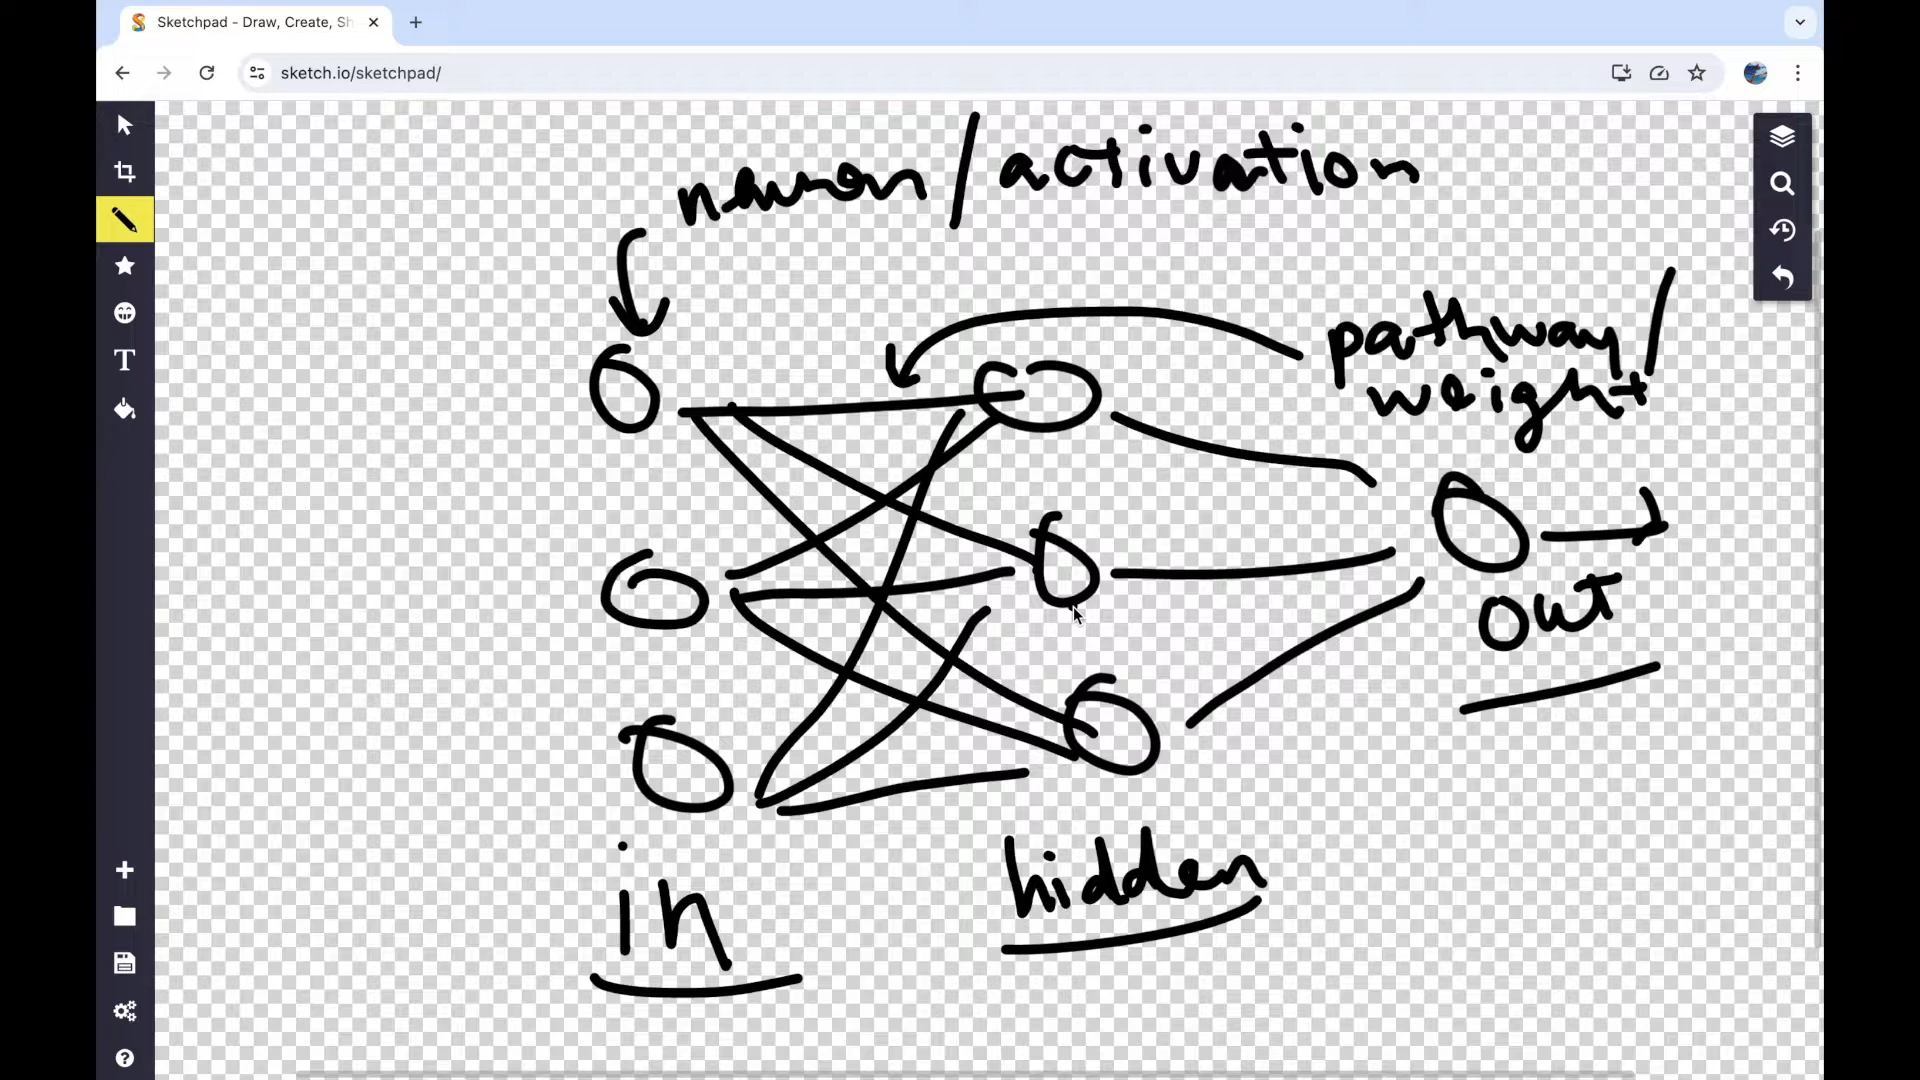 Sketchpad - Draw, Create, Sh
sketch.io/sketchpad/
neuron / activation
pathway /
weight
out
hidden
in